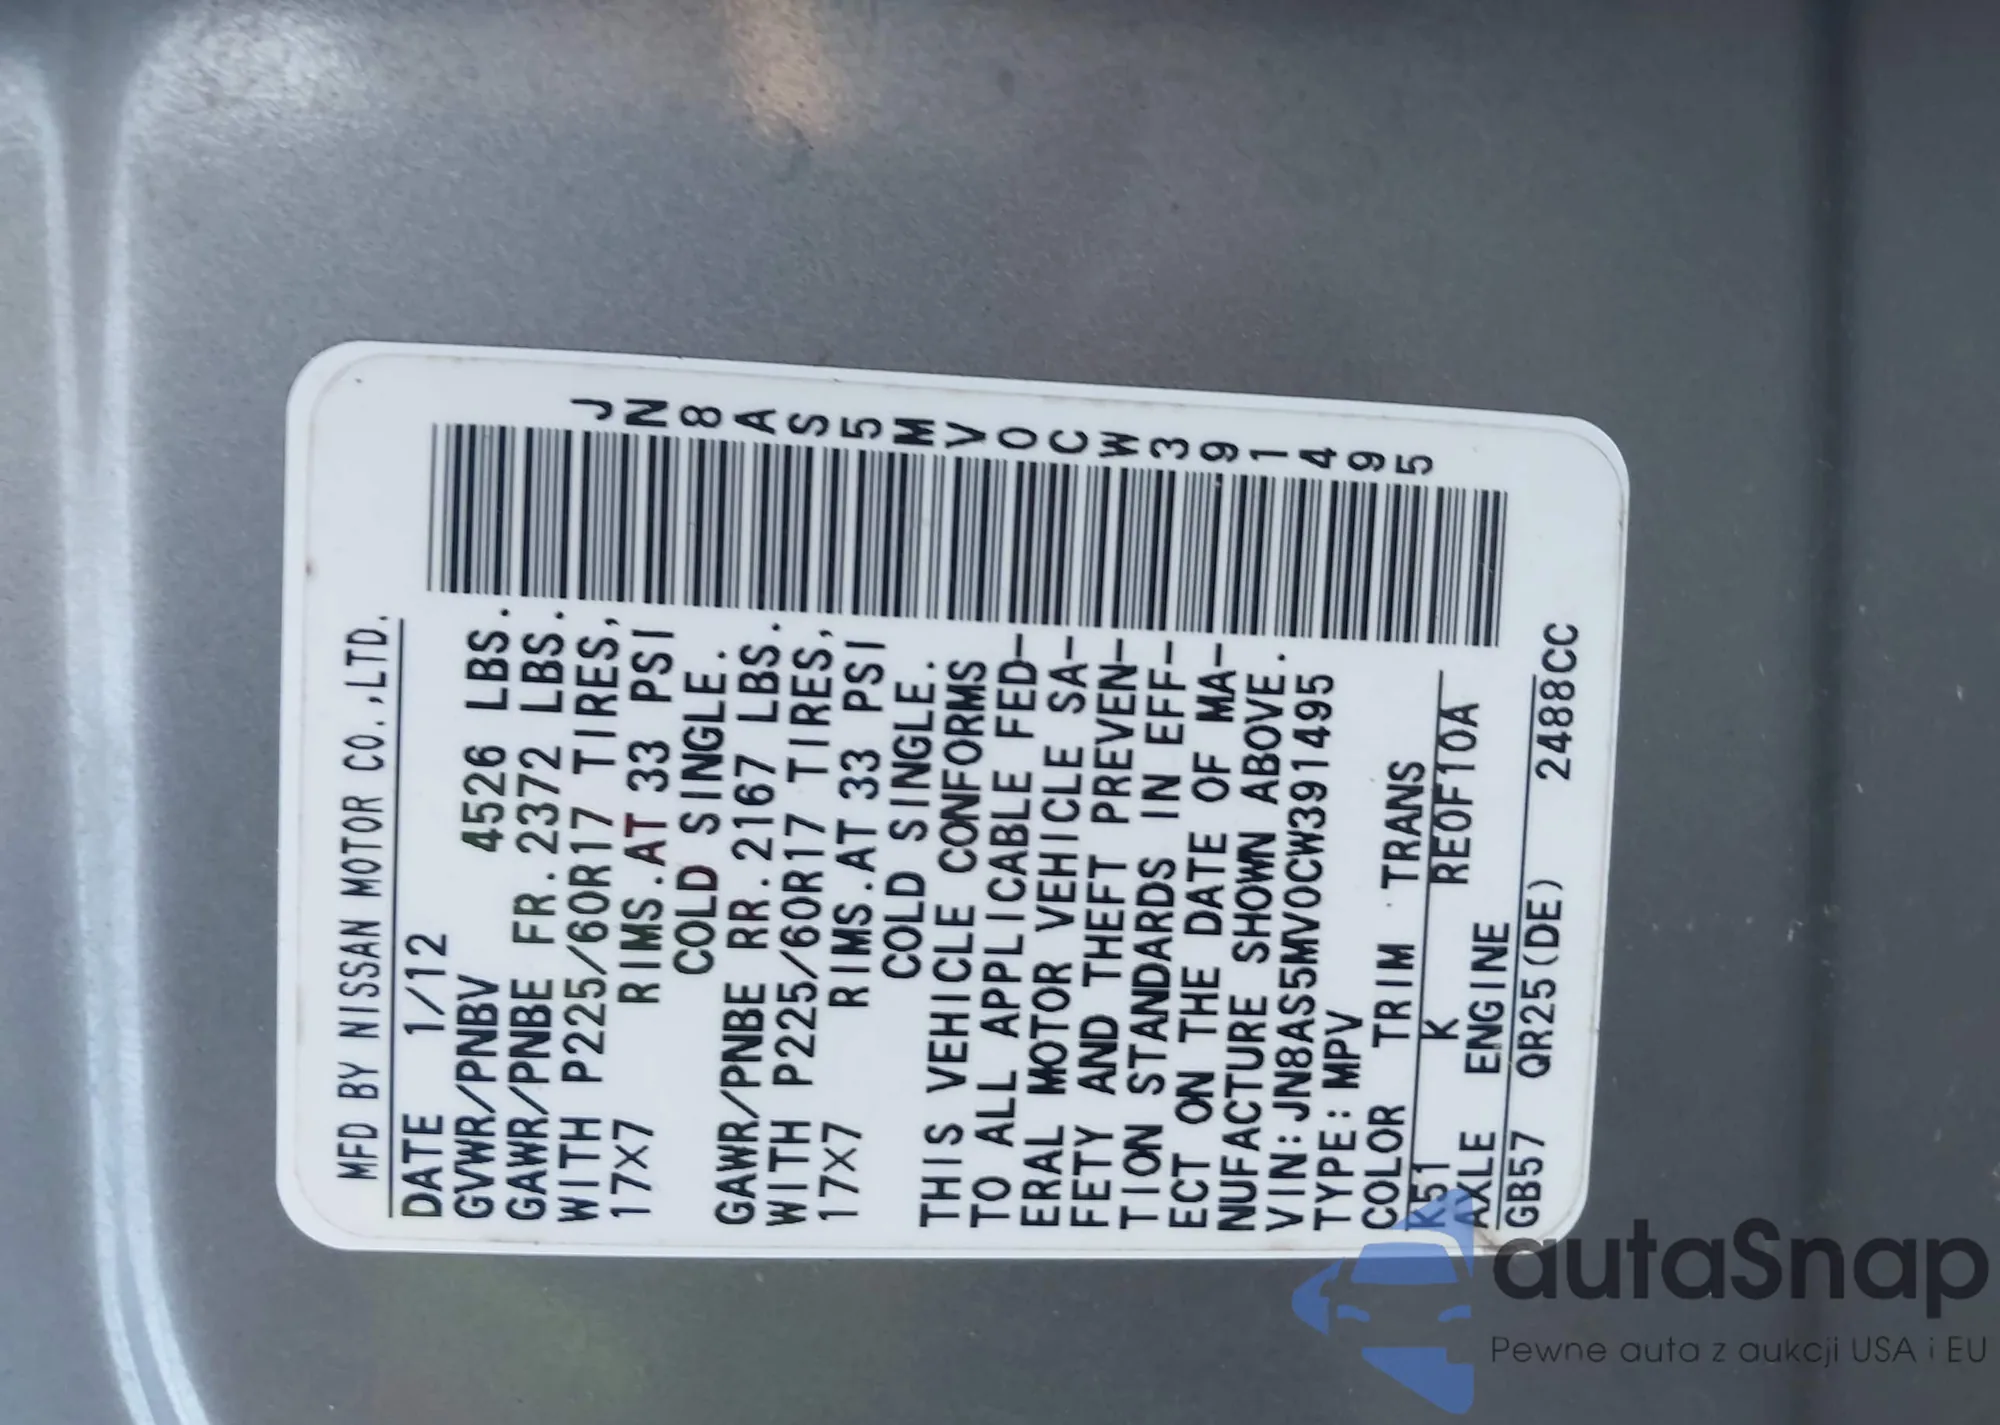 MFD BY NISSAN MOTOR CO.,LTD.
DATE 1/12
GVWR/PNBV 4526 LBS.
GAWR/PNBE FR.2372 LBS.
WITH P225/60R17 TIRES,
17×7 RIMS.AT 33 PSI
COLD SINGLE.
GAWR/PNBE RR.2167 LBS.
WITH P225/60R17 TIRES,
17×7 RIMS.AT 33 PSI
COLD SINGLE.
THIS VEHICLE CONFORMS
TO ALL APPLICABLE FED-
ERAL MOTOR VEHICLE SA-
FETY AND THEFT PREVEN-
TION STANDARDS IN EFF-
ECT ON THE DATE OF MA-
NUFACTURE SHOWN ABOVE.
VIN:JN8AS5MV0CW391495
TYPE:MPV
COLOR TRIM TRANS
K51 K RE0F10A
AXLE ENGINE
GB57 QR25(DE) 2488CC
JN8AS5MV0CW391495
autaSnap
Pewne auta z aukcji USA i EU